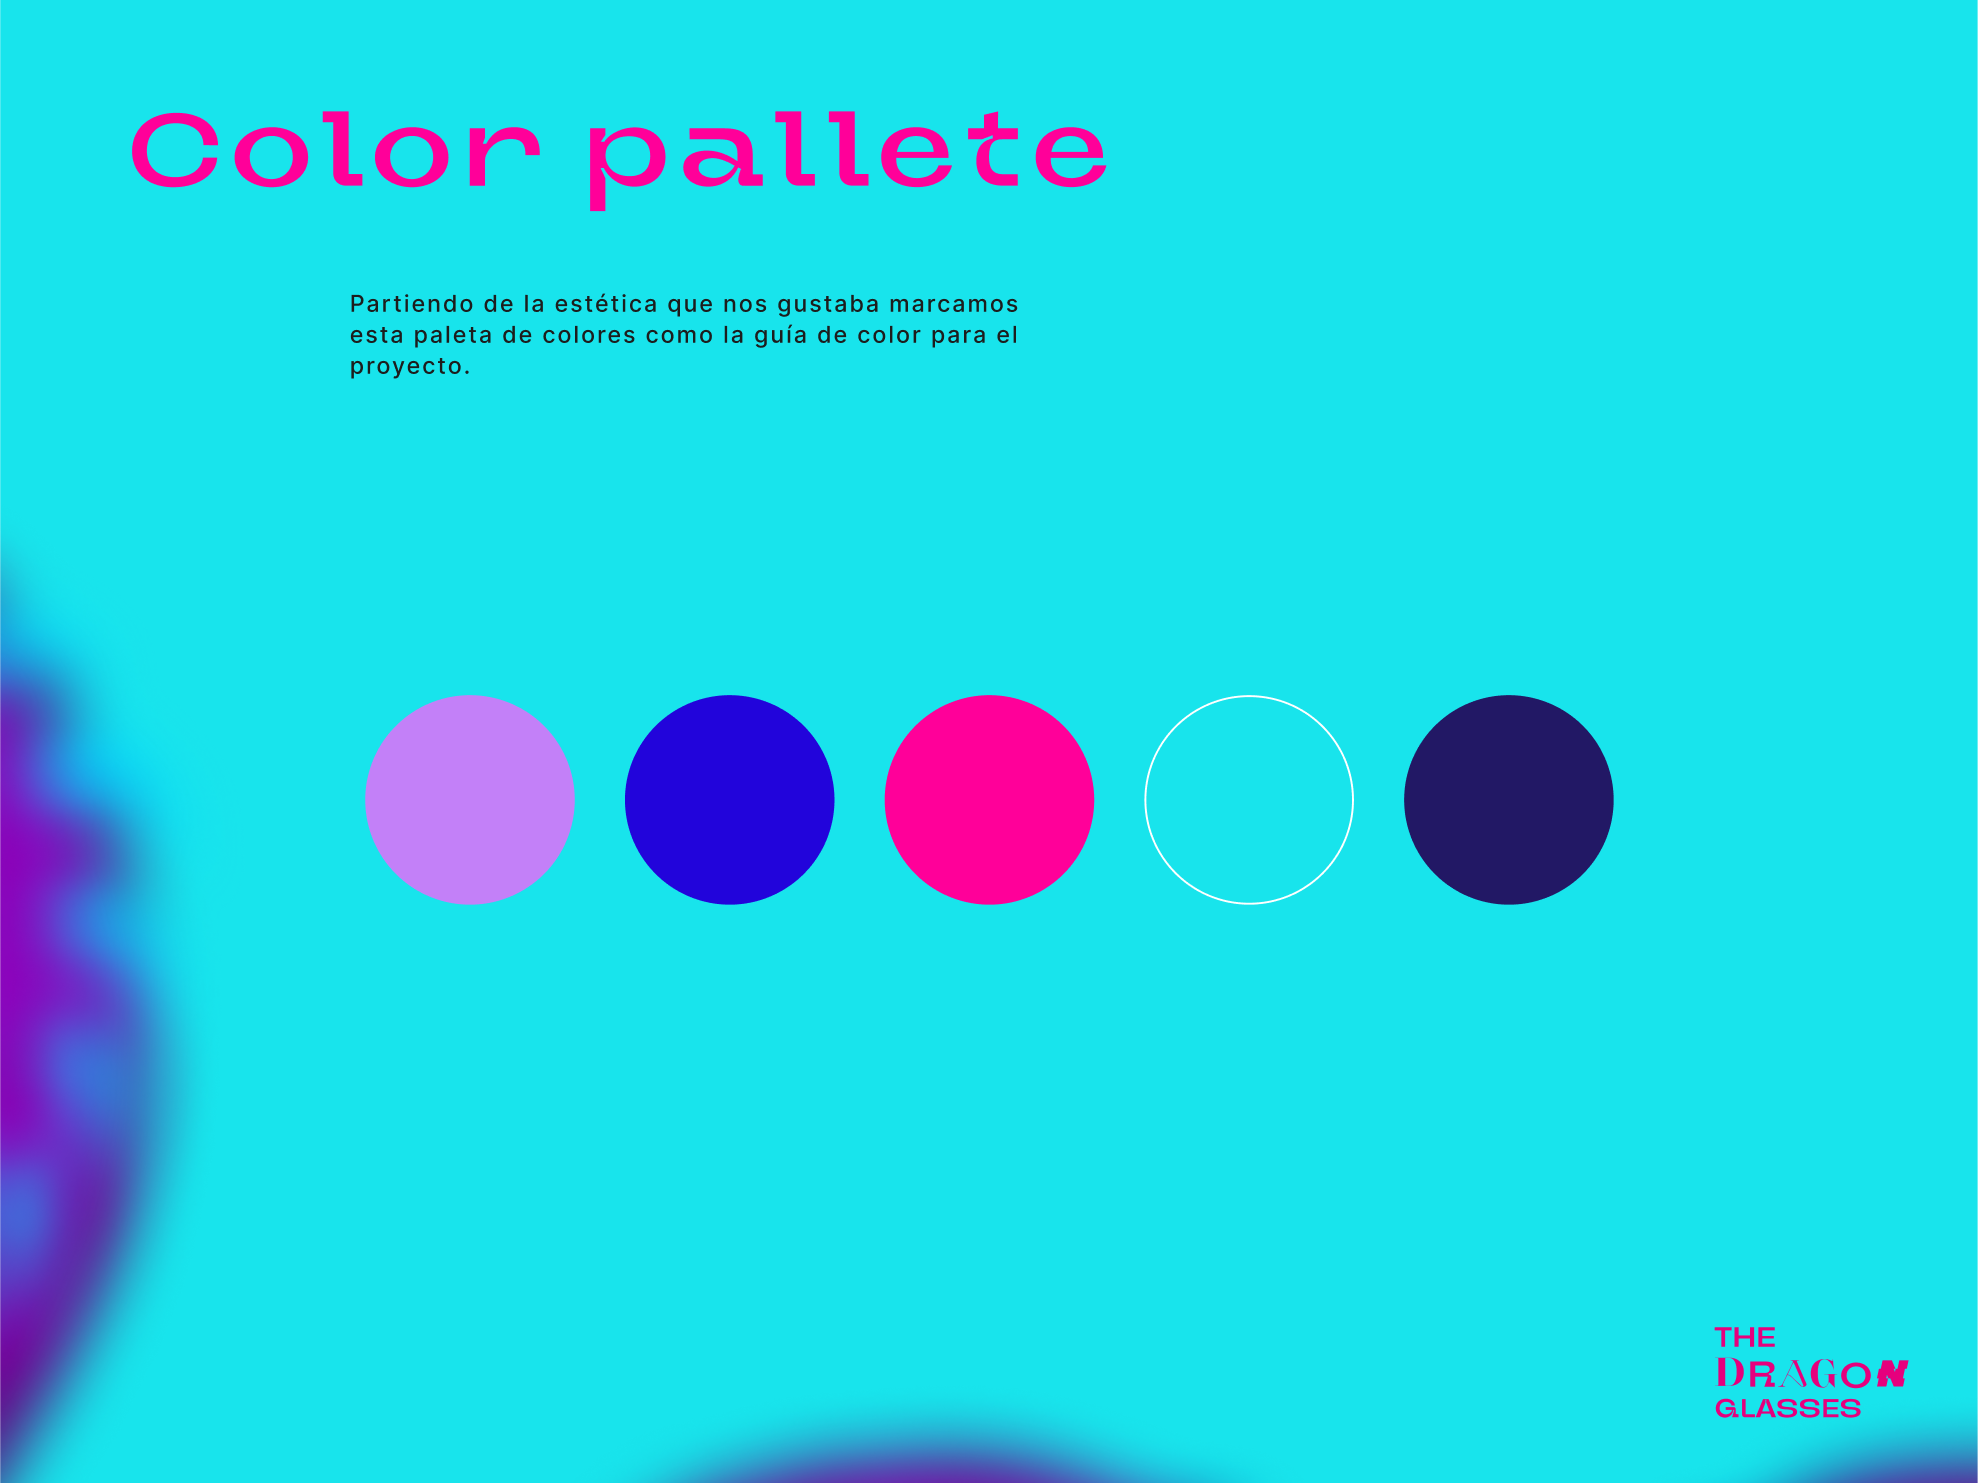 Color pallete
Partiendo de la estética que nos gustaba marcamos
esta paleta de colores como la guía de color para el
proyecto.
THE
DRAGON
GLASSES